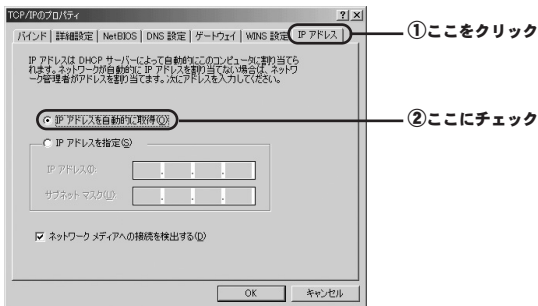 TCP/IPのプロパティ
バインド 詳細設定 NetBIOS DNS 設定 ゲートウェイ WINS 設定 IP アドレス
①ここをクリック
IP アドレスは DHCP サーバーによって自動的にこのコンピュータに割り当てら
れます。ネットワークが自動的に IP アドレスを割り当てない場合は、ネットワ
ーク管理者がアドレスを割り当てます。次にアドレスを入力してください。
IP アドレスを自動的に取得(O)
②ここにチェック
IP アドレスを指定(S)
IP アドレス(I):
サブネット マスク(U):
ネットワーク メディアへの接続を検出する(D)
OK キャンセル